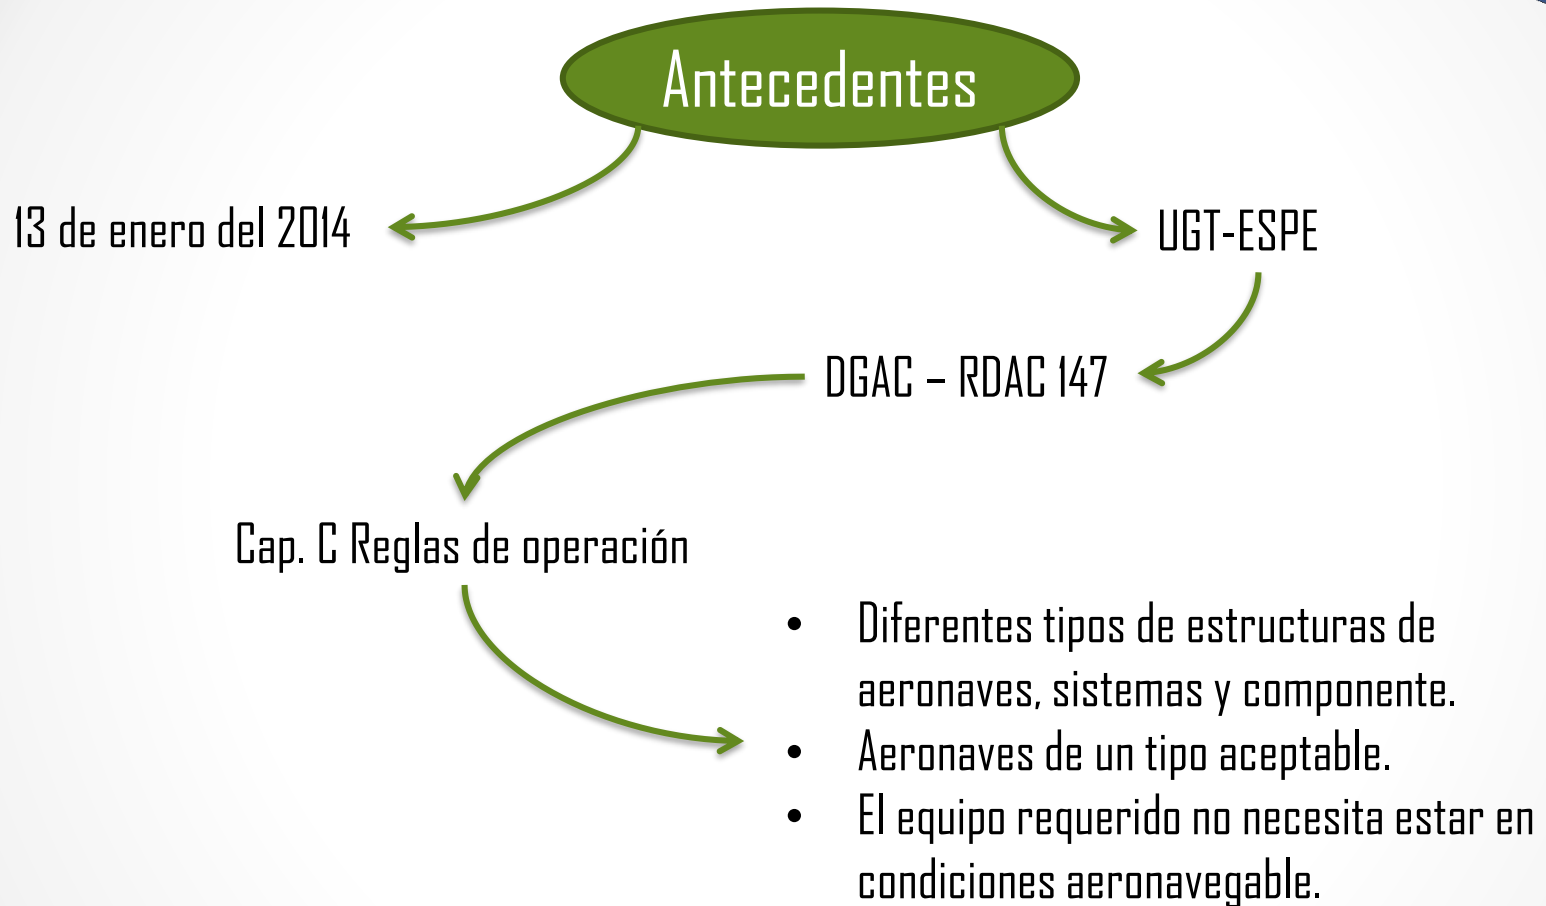 Antecedentes
13 de enero del 2014
UGT-ESPE
DGAC – RDAC 147
Cap. C Reglas de operación
• Diferentes tipos de estructuras de
aeronaves, sistemas y componente.
• Aeronaves de un tipo aceptable.
• El equipo requerido no necesita estar en
condiciones aeronavegable.